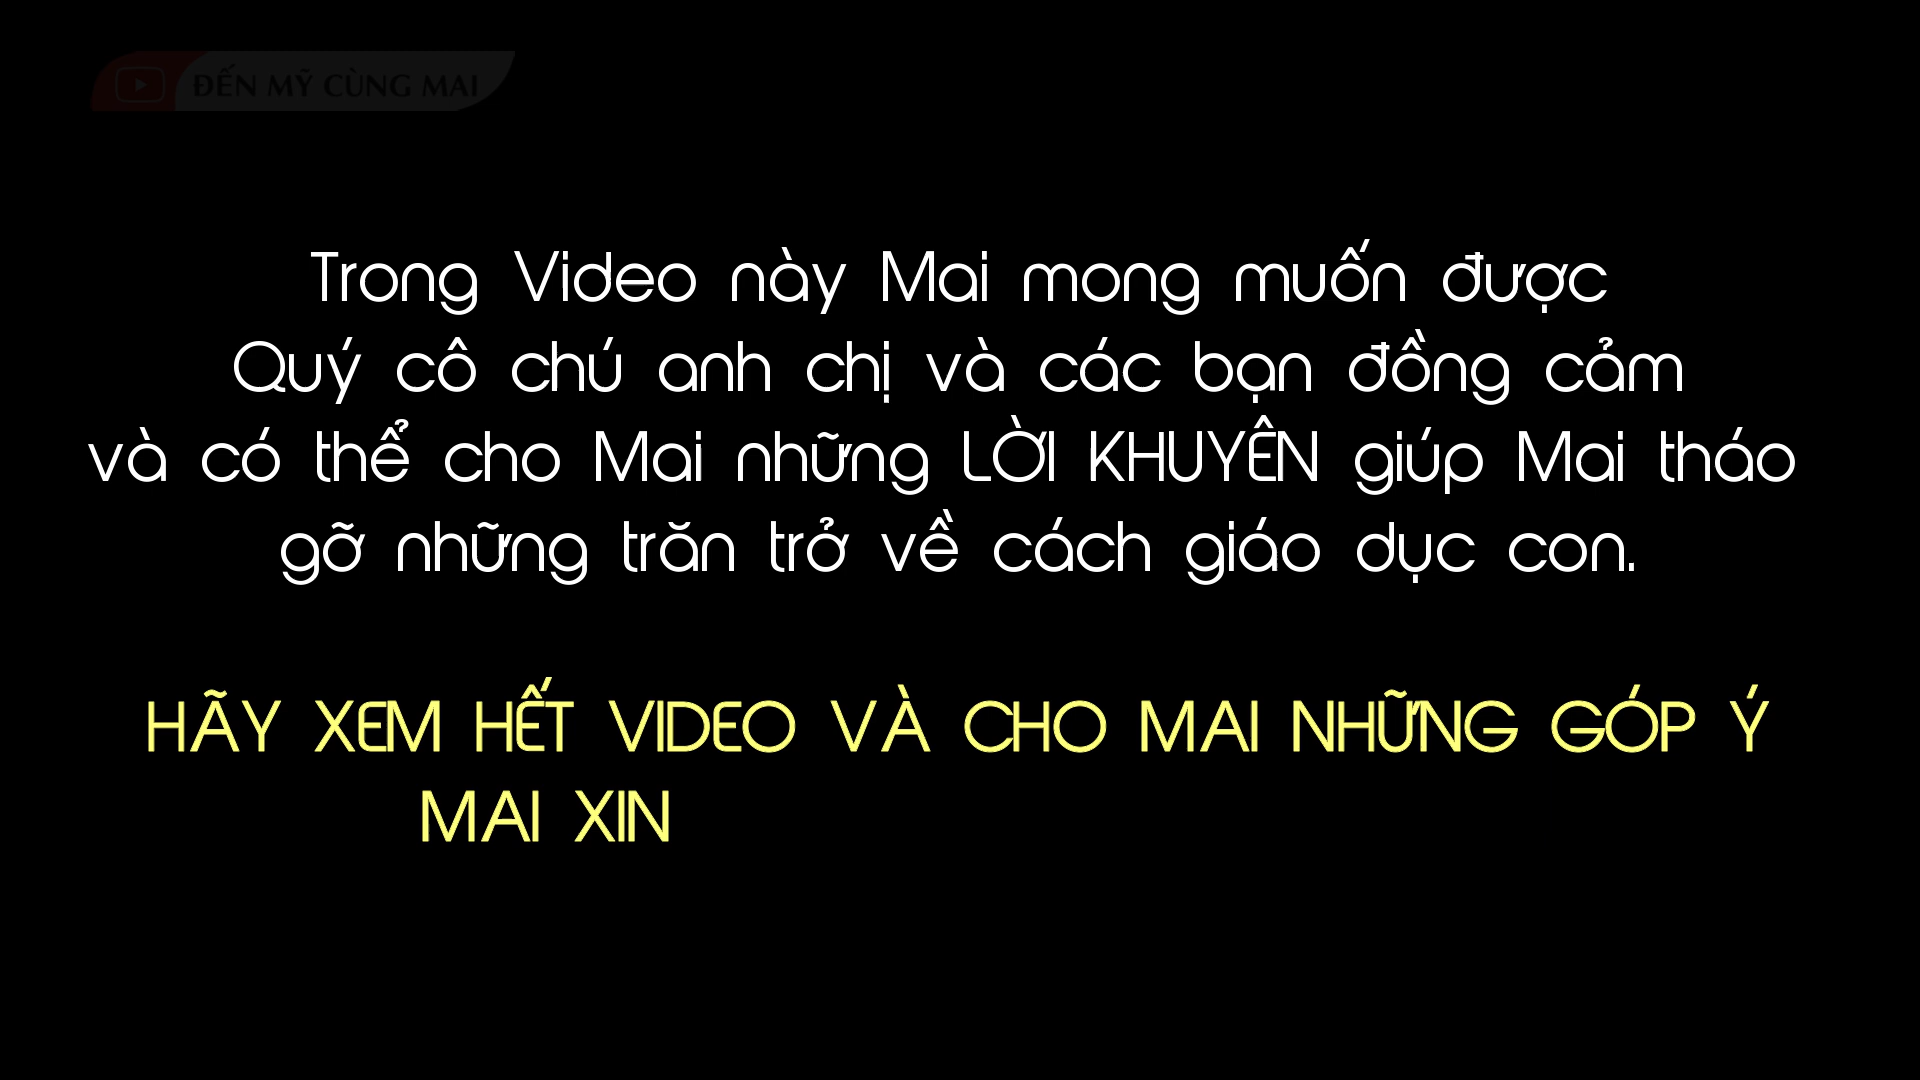 ĐẾN MỸ CÙNG MAI
Trong Video này Mai mong muốn được
Quý cô chú anh chị và các bạn đồng cảm
và có thể cho Mai những LỜI KHUYÊN giúp Mai tháo
gỡ những trăn trở về cách giáo dục con.
HÃY XEM HẾT VIDEO VÀ CHO MAI NHỮNG GÓP Ý
MAI XIN